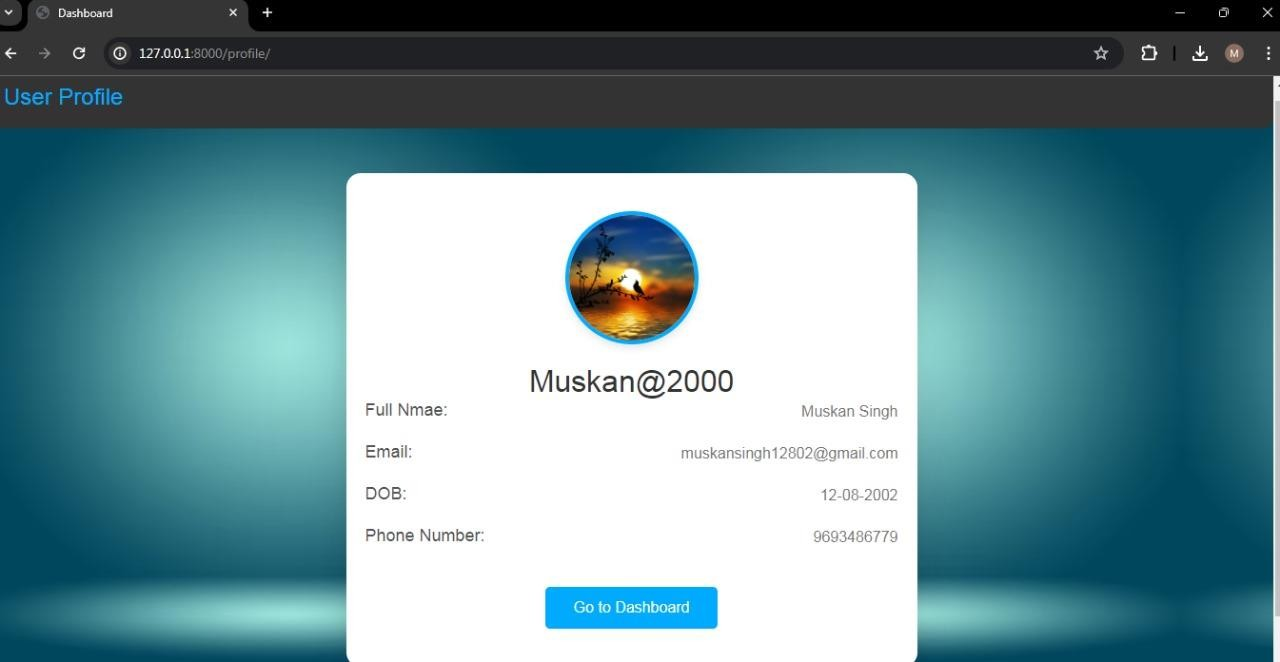 Dashboard
127.0.0.1:8000/profile/
M
User Profile
Muskan@2000
Full Nmae: Muskan Singh
Email: muskansingh12802@gmail.com
DOB: 12-08-2002
Phone Number: 9693486779
Go to Dashboard